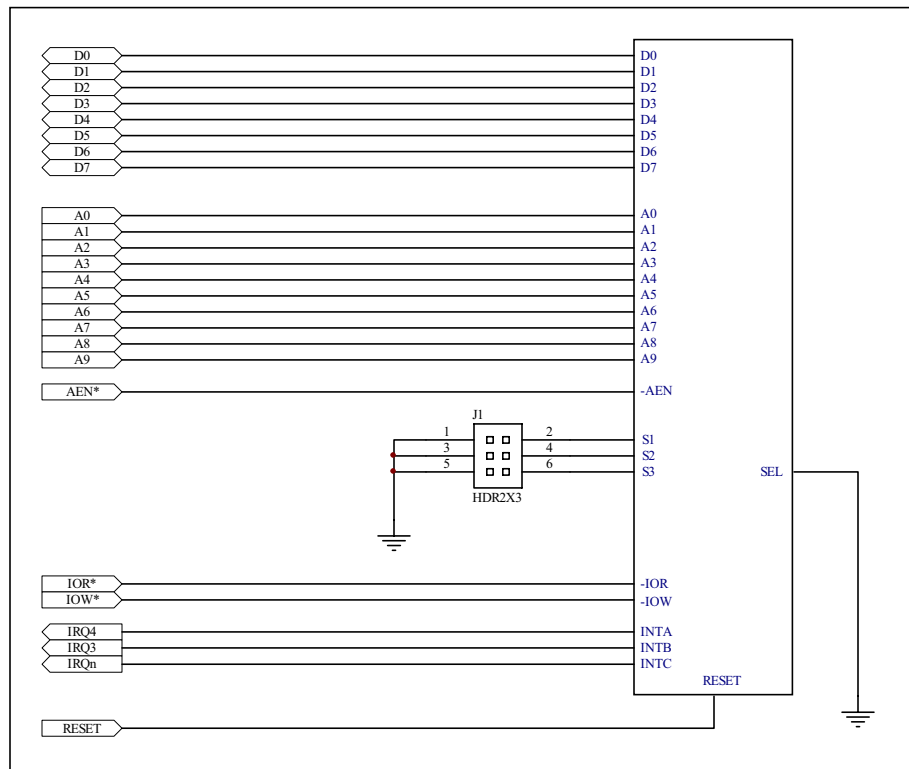 D0 D0
D1 D1
D2 D2
D3 D3
D4 D4
D5 D5
D6 D6
D7 D7
A0 A0
A1 A1
A2 A2
A3 A3
A4 A4
A5 A5
A6 A6
A7 A7
A8 A8
A9 A9
AEN* -AEN
J1
1 2 S1
3 4 S2
5 6 S3 SEL
HDR2X3
IOR* -IOR
IOW* -IOW
IRQ4 INTA
IRQ3 INTB
IRQn INTC
RESET
RESET